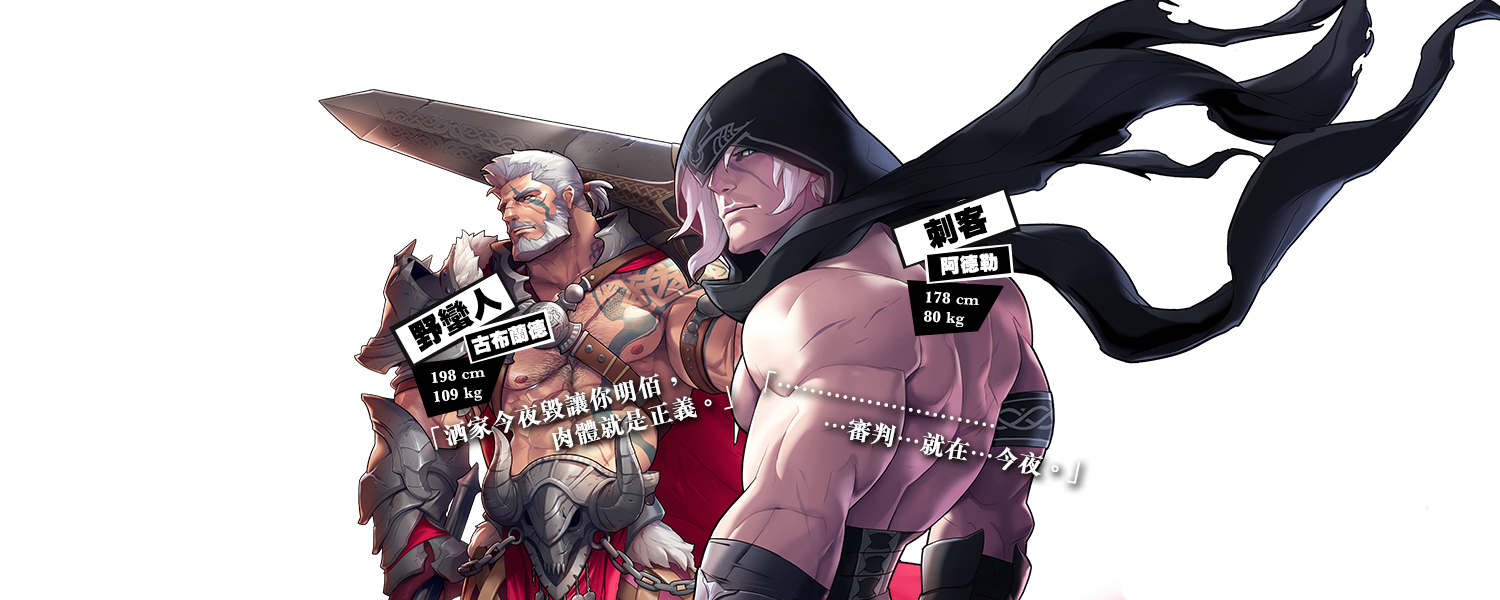 野蠻人
古布蘭德
198 cm
109 kg
「洒家今夜毀讓你明佰，
肉體就是正義。」
刺客
阿德勒
178 cm
80 kg
「…………………………
…審判…就在…今夜。」